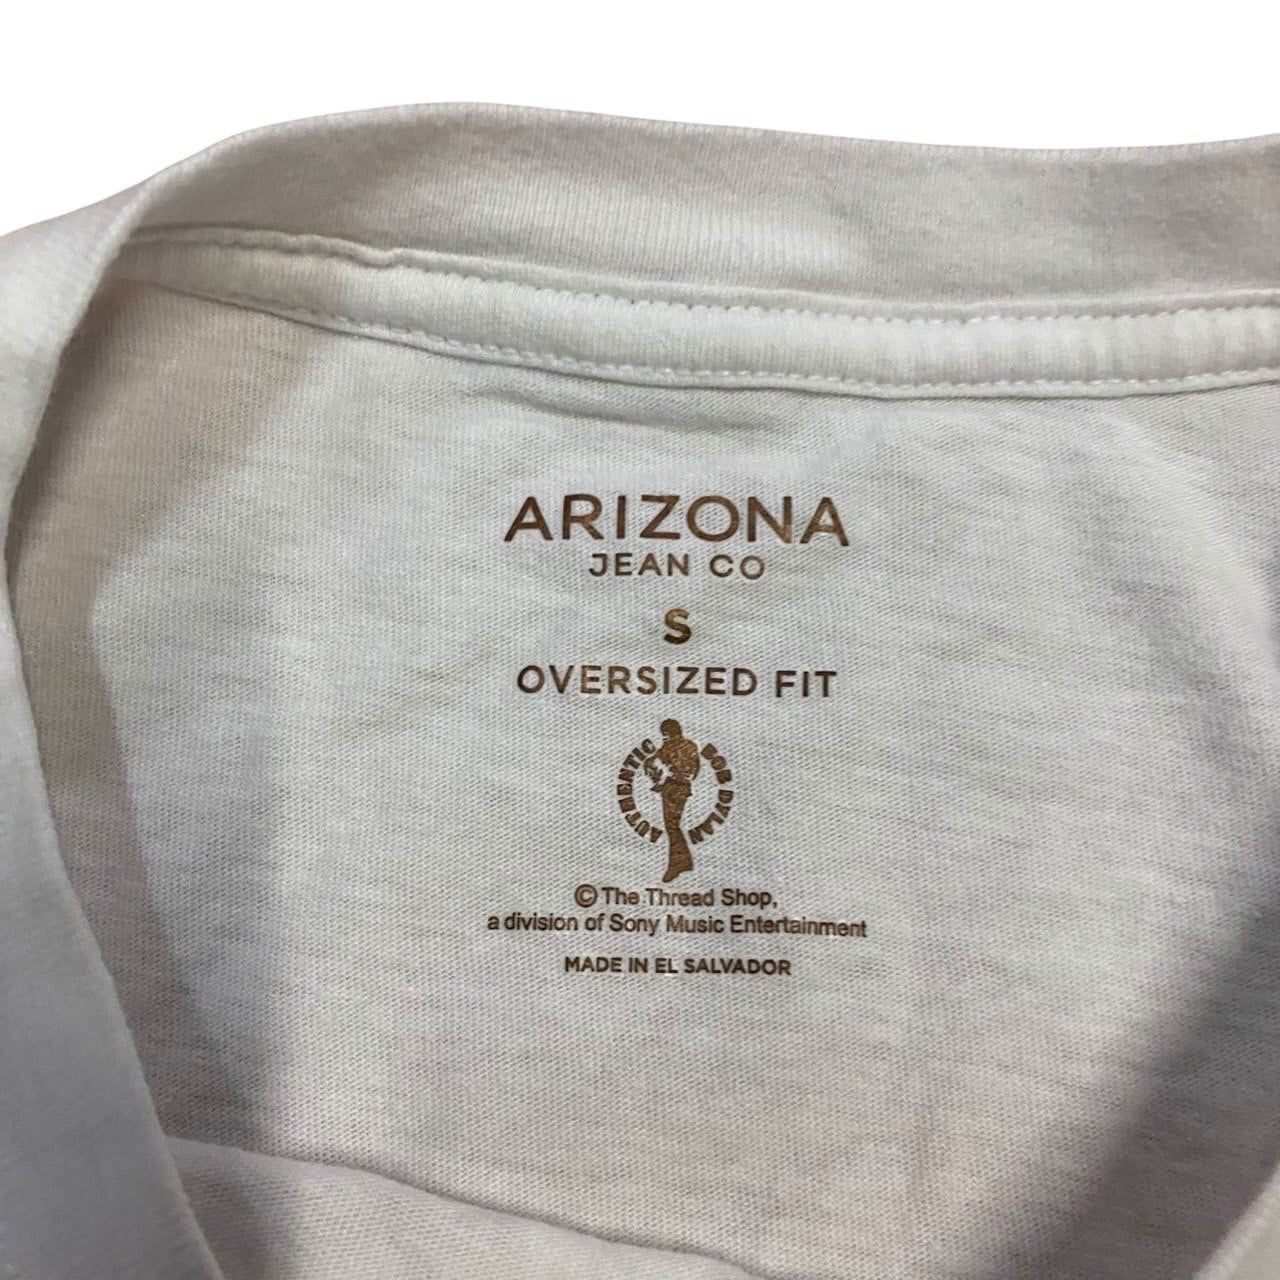 ARIZONA
JEAN CO
S
OVERSIZED FIT
AUTHENTIC BOB DYLAN
© The Thread Shop,
a division of Sony Music Entertainment
MADE IN EL SALVADOR